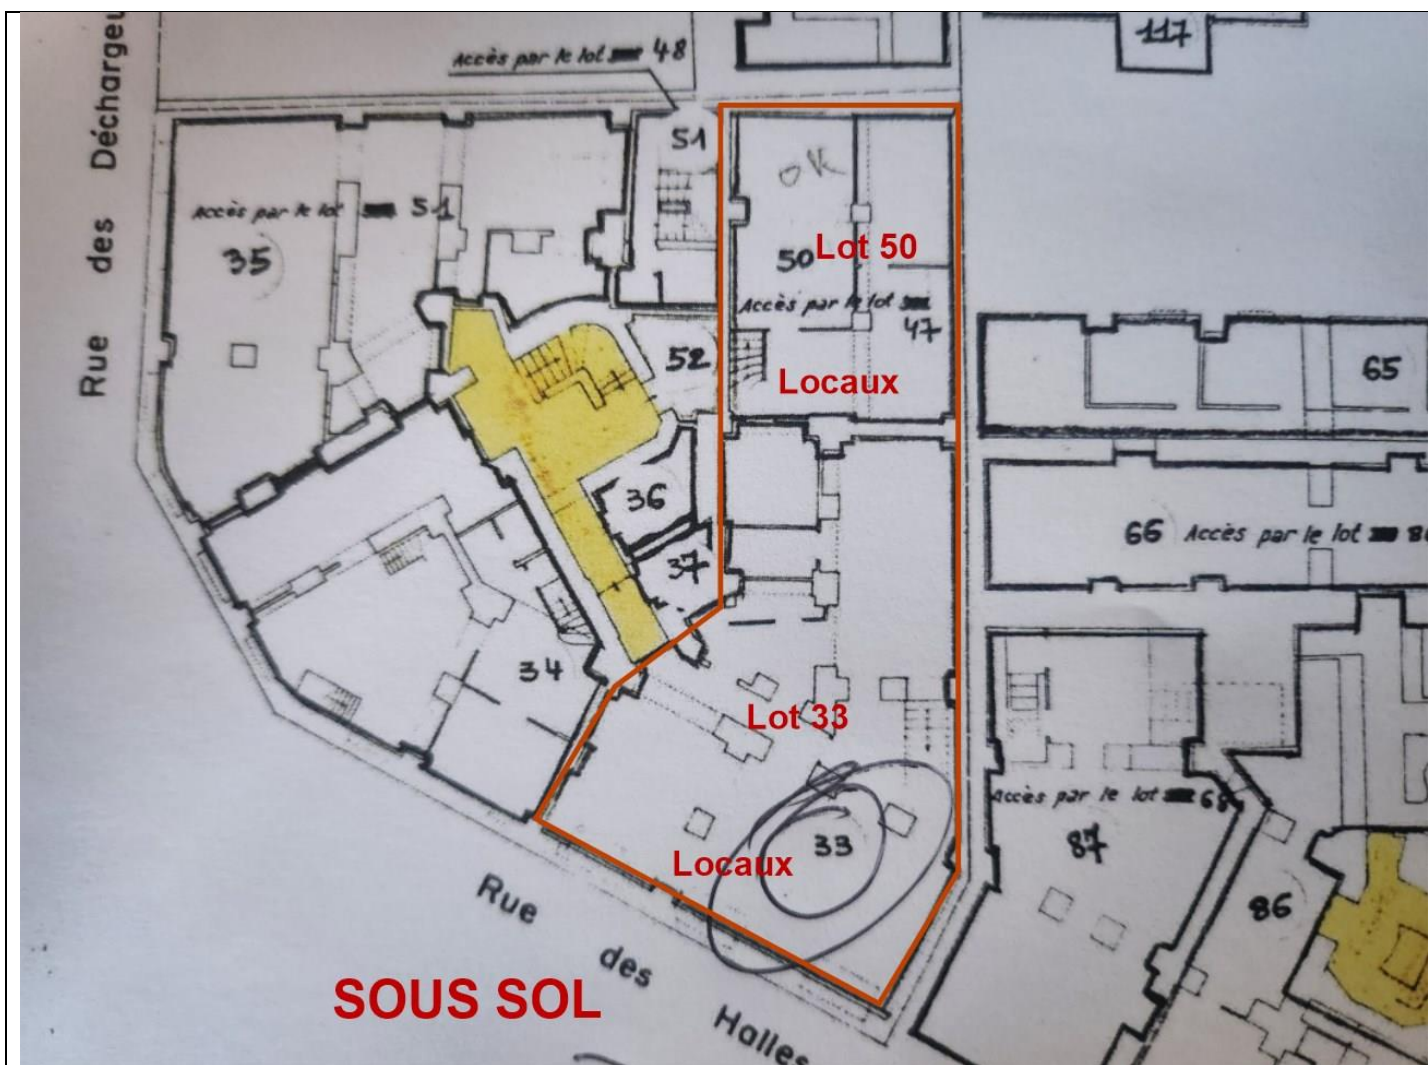 117
Accès par le lot 48
Rue des Déchargeu
51
Accès par le lot 51
35
OK
50
Lot 50
Accès par le lot
47
52
Locaux
65
36
66 Accès par le lot
37
34
Lot 33
Accès par le lot 68
33
87
Locaux
86
Rue des Halles
SOUS SOL